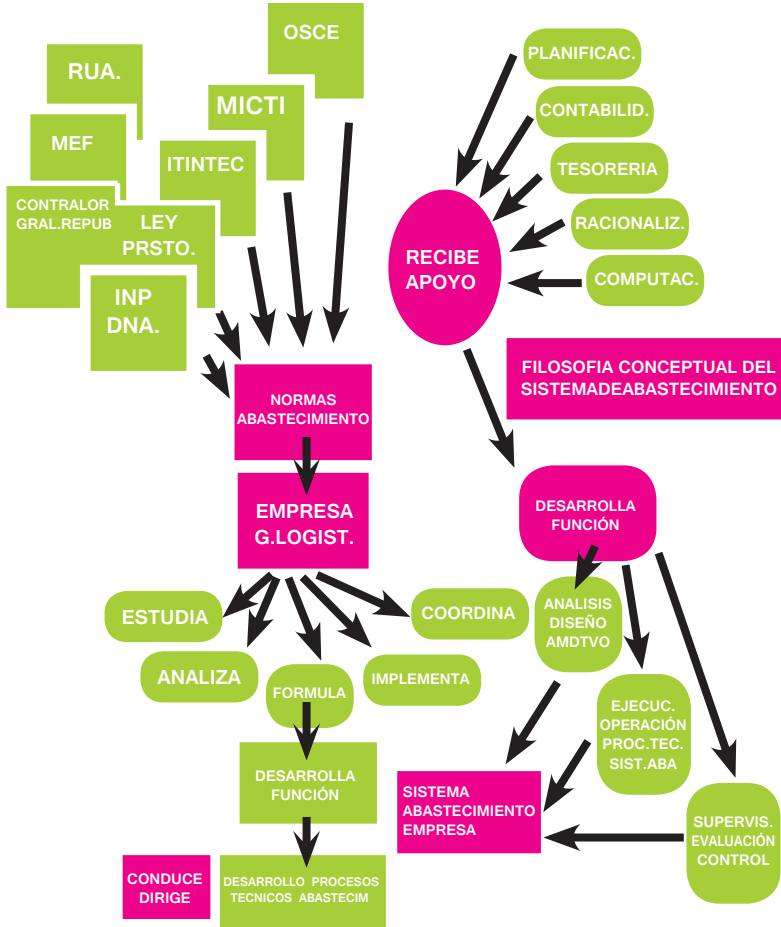 OSCE
RUA.
MICTI
MEF
ITINTEC
CONTRALOR
GRAL.REPUB
LEY
PRSTO.
INP
DNA.
NORMAS
ABASTECIMIENTO
EMPRESA
G.LOGIST.
ESTUDIA
ANALIZA
FORMULA
IMPLEMENTA
COORDINA
DESARROLLA
FUNCIÓN
CONDUCE
DIRIGE
DESARROLLO PROCESOS
TECNICOS ABASTECIM
PLANIFICAC.
CONTABILID.
TESORERIA
RACIONALIZ.
COMPUTAC.
RECIBE
APOYO
FILOSOFIA CONCEPTUAL DEL
SISTEMADEABASTECIMIENTO
DESARROLLA
FUNCIÓN
ANALISIS
DISEÑO
AMDTVO
EJECUC.
OPERACIÓN
PROC.TEC.
SIST.ABA
SUPERVIS.
EVALUACIÓN
CONTROL
SISTEMA
ABASTECIMIENTO
EMPRESA